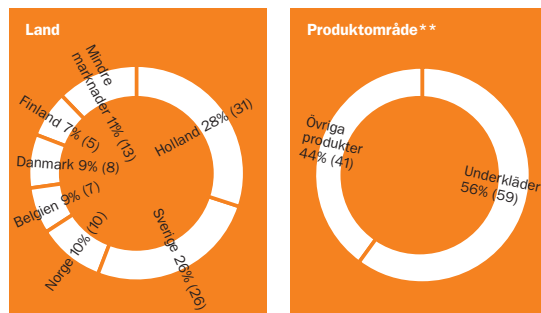 Land
Mindre
marknader 11% (13)
Holland 28% (31)
Finland 7% (5)
Danmark 9% (8)
Belgien 9% (7)
Norge 10% (10)
Sverige 26% (26)
Produktområde**
Övriga
produkter
44% (41)
Underkläder
56% (59)